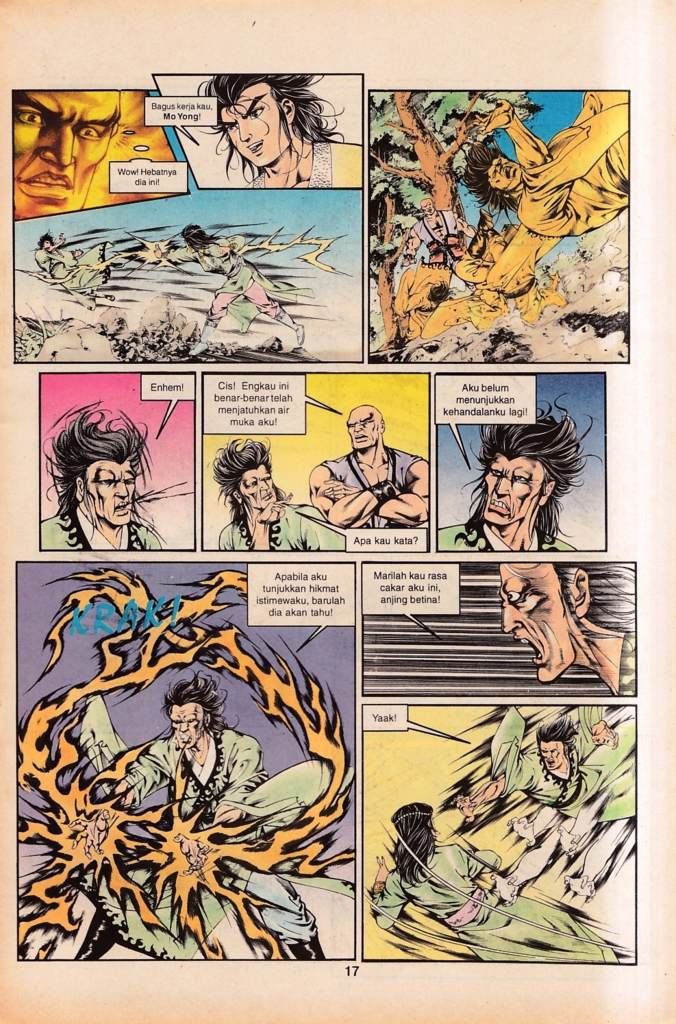 Bagus kerja kau,
Mo Yong!
Wow! Hebatnya
dia ini!
Enhem!
Cis! Engkau ini
benar-benar telah
menjatuhkan air
muka aku!
Apa kau kata?
Aku belum
menunjukkan
kehandalanku lagi!
KRAK!
Apabila aku
tunjukkan hikmat
istimewaku, barulah
dia akan tahu!
Marilah kau rasa
cakar aku ini,
anjing betina!
Yaak!
17